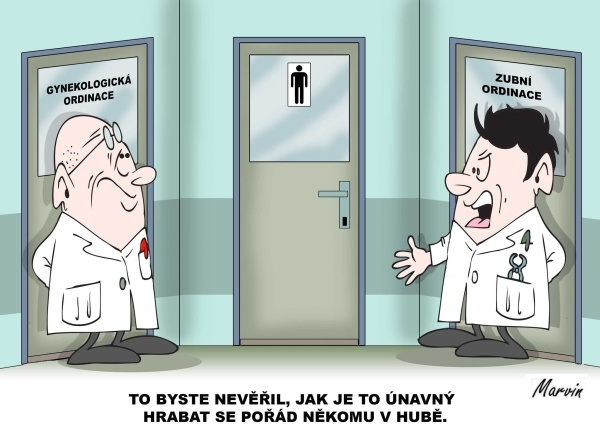 GYNEKOLOGICKÁ
ORDINACE
ZUBNÍ
ORDINACE
TO BYSTE NEVĚŘIL, JAK JE TO ÚNAVNÝ
HRABAT SE POŘÁD NĚKOMU V HUBĚ.
Marvin